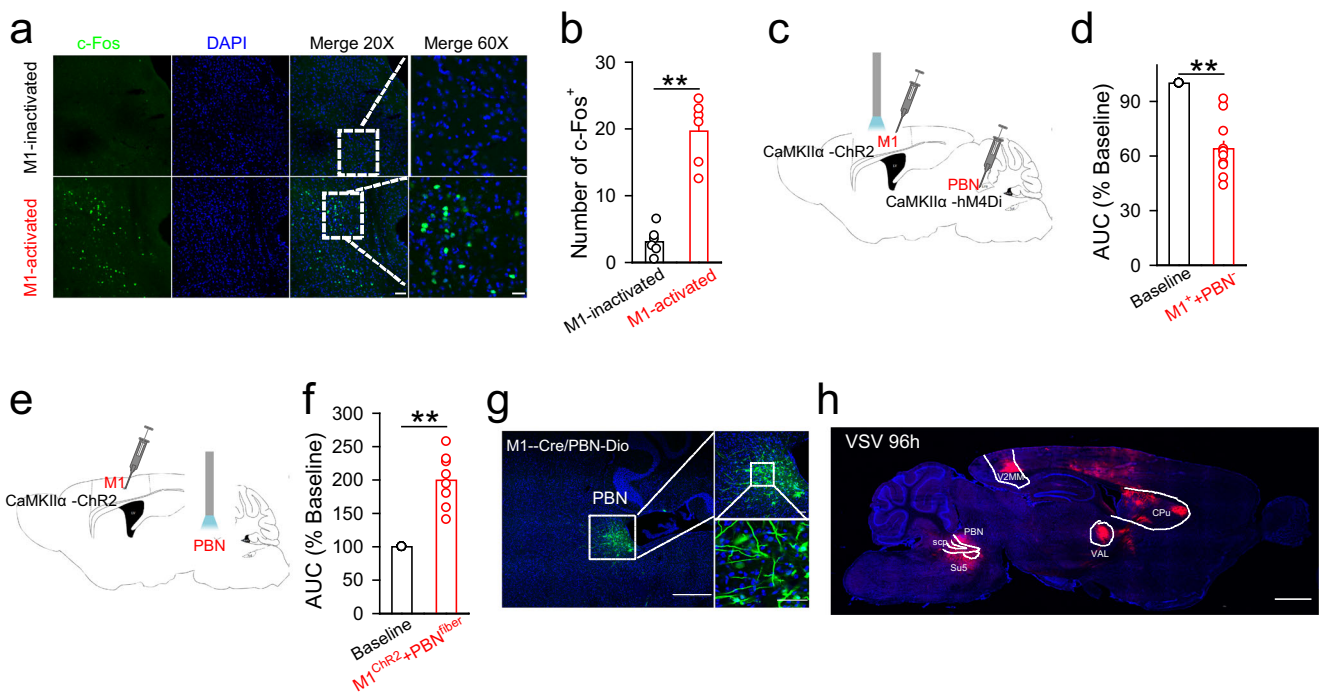 a
c-Fos
DAPI
Merge 20X
Merge 60X
M1-inactivated
M1-activated
b
Number of c-Fos+
30
20
10
0
**
M1-inactivated
M1-activated
c
CaMKIIα -ChR2
M1
PBN
CaMKIIα -hM4Di
d
AUC (% Baseline)
90
60
30
0
**
Baseline
M1++PBN-
e
M1
CaMKIIα -ChR2
PBN
f
AUC (% Baseline)
300
250
200
150
100
50
0
**
Baseline
M1ChR2+PBNfiber
g
M1--Cre/PBN-Dio
PBN
h
VSV 96h
V2MM
CPu
PBN
scp
VAL
Su5